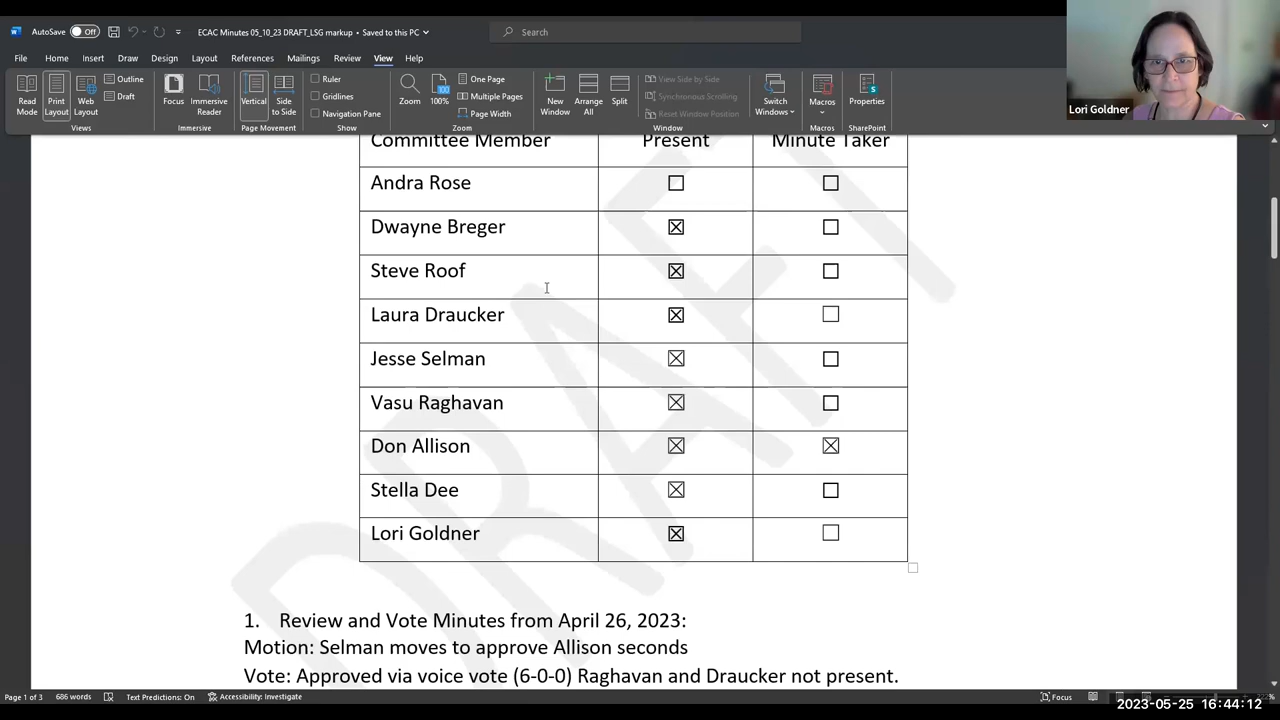 AutoSave Off ECAC Minutes 05_10_23 DRAFT_LSG markup • Saved to this PC Search
File Home Insert Draw Design Layout References Mailings Review View Help
Read Mode Print Layout Web Layout Outline Draft Focus Immersive Reader Vertical Side to Side Ruler Gridlines Navigation Pane Zoom 100% One Page Multiple Pages Page Width New Window Arrange All Split View Side by Side Synchronous Scrolling Reset Window Position Switch Windows Macros Properties
Views Immersive Page Movement Show Zoom Window Macros SharePoint
Lori Goldner
Committee Member Present Minute Taker
Andra Rose ☐ ☐
Dwayne Breger ☒ ☐
Steve Roof ☒ ☐
Laura Draucker ☒ ☐
Jesse Selman ☒ ☐
Vasu Raghavan ☒ ☐
Don Allison ☒ ☒
Stella Dee ☒ ☐
Lori Goldner ☒ ☐
DRAFT
1. Review and Vote Minutes from April 26, 2023:
Motion: Selman moves to approve Allison seconds
Vote: Approved via voice vote (6-0-0) Raghavan and Draucker not present.
Page 1 of 3 686 words Text Predictions: On Accessibility: Investigate Focus
2023-05-25 16:44:12